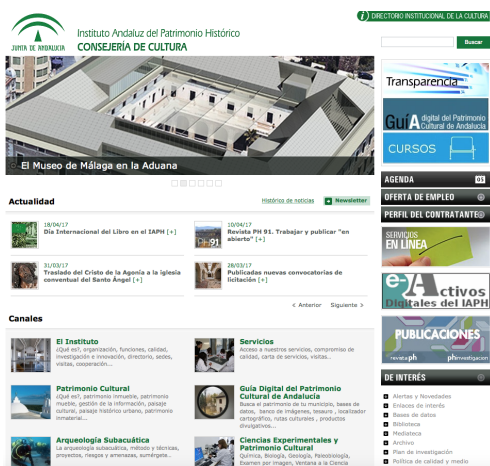 DIRECTORIO INSTITUCIONAL DE LA CULTURA
JUNTA DE ANDALUCIA
Instituto Andaluz del Patrimonio Histórico
CONSEJERÍA DE CULTURA
Buscar
El Museo de Málaga en la Aduana
Transparencia
Guía digital del Patrimonio
Cultural de Andalucía
CURSOS
AGENDA 05
OFERTA DE EMPLEO
PERFIL DEL CONTRATANTE
SERVICIOS
EN LÍNEA
e-Activos
Digitales del IAPH
PUBLICACIONES
revistaph phinvestigacion
DE INTERÉS
Alertas y Novedades
Enlaces de interés
Bases de datos
Biblioteca
Mediateca
Archivo
Plan de investigación
Política de calidad y medio
Actualidad
Histórico de noticias Newsletter
18/04/17
Día Internacional del Libro en el IAPH [+]
10/04/17
PH91
Revista PH 91. Trabajar y publicar "en
abierto" [+]
31/03/17
Traslado del Cristo de la Agonía a la iglesia
conventual del Santo Ángel [+]
28/03/17
Publicadas nuevas convocatorias de
licitación [+]
< Anterior Siguiente >
Canales
El Instituto
¿Qué es?, organización, funciones, calidad,
investigación e innovación, directorio, sedes,
visitas, cooperación...
Servicios
Acceso a nuestros servicios, compromiso de
calidad, carta de servicios, visitas..
Patrimonio Cultural
¿Qué es?, patrimonio inmueble, patrimonio
mueble, gestión de la información, paisaje
cultural, paisaje histórico urbano, patrimonio
inmaterial...
Guía Digital del Patrimonio
Cultural de Andalucía
Busca el patrimonio de tu municipio, bases de
datos, banco de imágenes, tesauro, localizador
cartográfico, rutas culturales, productos
divulgativos...
Arqueología Subacuática
La arqueología subacuática, método y técnicas,
proyectos, riesgos y amenazas, sumérgete..
Ciencias Experimentales y
Patrimonio Cultural
Química, Biología, Geología, Paleobiología,
Examen por imagen, Ventana a la Ciencia